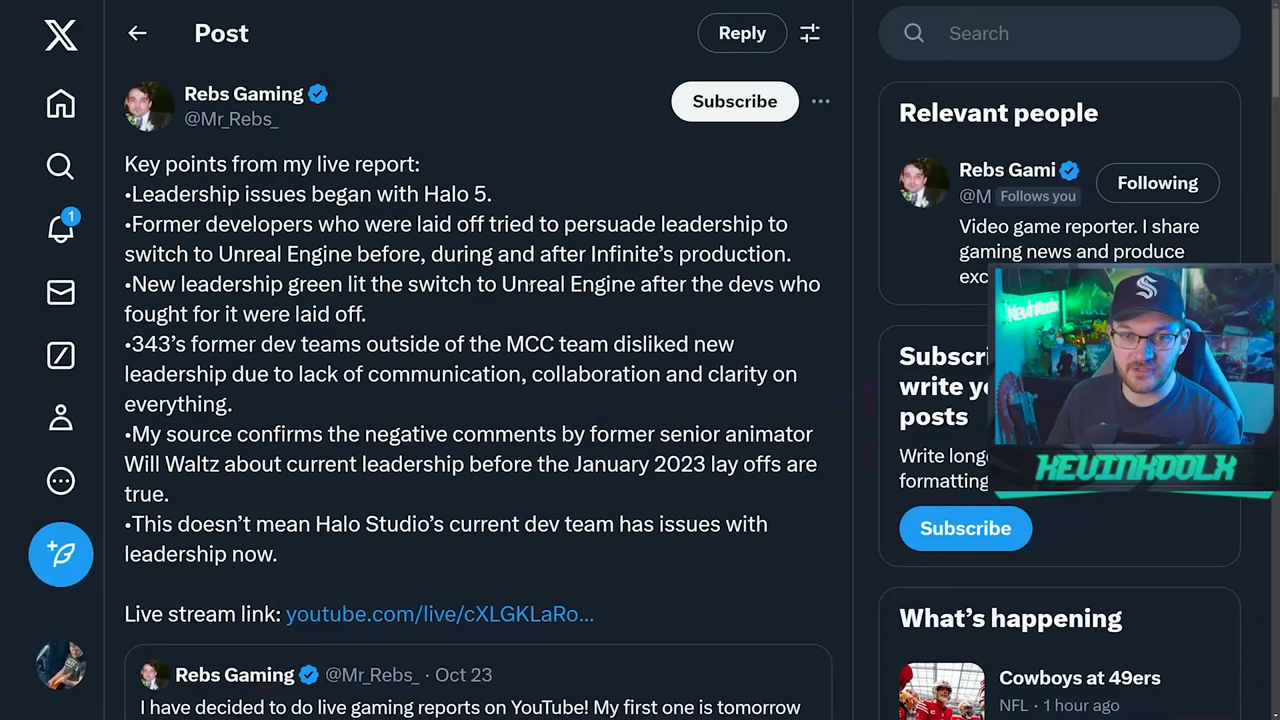 Post
Reply
Search
Rebs Gaming
@Mr_Rebs_
Subscribe
Key points from my live report:
•Leadership issues began with Halo 5.
•Former developers who were laid off tried to persuade leadership to
switch to Unreal Engine before, during and after Infinite's production.
•New leadership green lit the switch to Unreal Engine after the devs who
fought for it were laid off.
•343's former dev teams outside of the MCC team disliked new
leadership due to lack of communication, collaboration and clarity on
everything.
•My source confirms the negative comments by former senior animator
Will Waltz about current leadership before the January 2023 lay offs are
true.
•This doesn't mean Halo Studio's current dev team has issues with
leadership now.
Live stream link: youtube.com/live/cXLGKLaRo...
Rebs Gaming @Mr_Rebs_ · Oct 23
I have decided to do live gaming reports on YouTube! My first one is tomorrow
1
Relevant people
Rebs Gami
@M Follows you
Following
Video game reporter. I share
gaming news and produce
exc
Subscri
write yo
posts
Write long
formatting
Subscribe
What's happening
Cowboys at 49ers
NFL · 1 hour ago
KevinKoolx
KEVINKOOLX